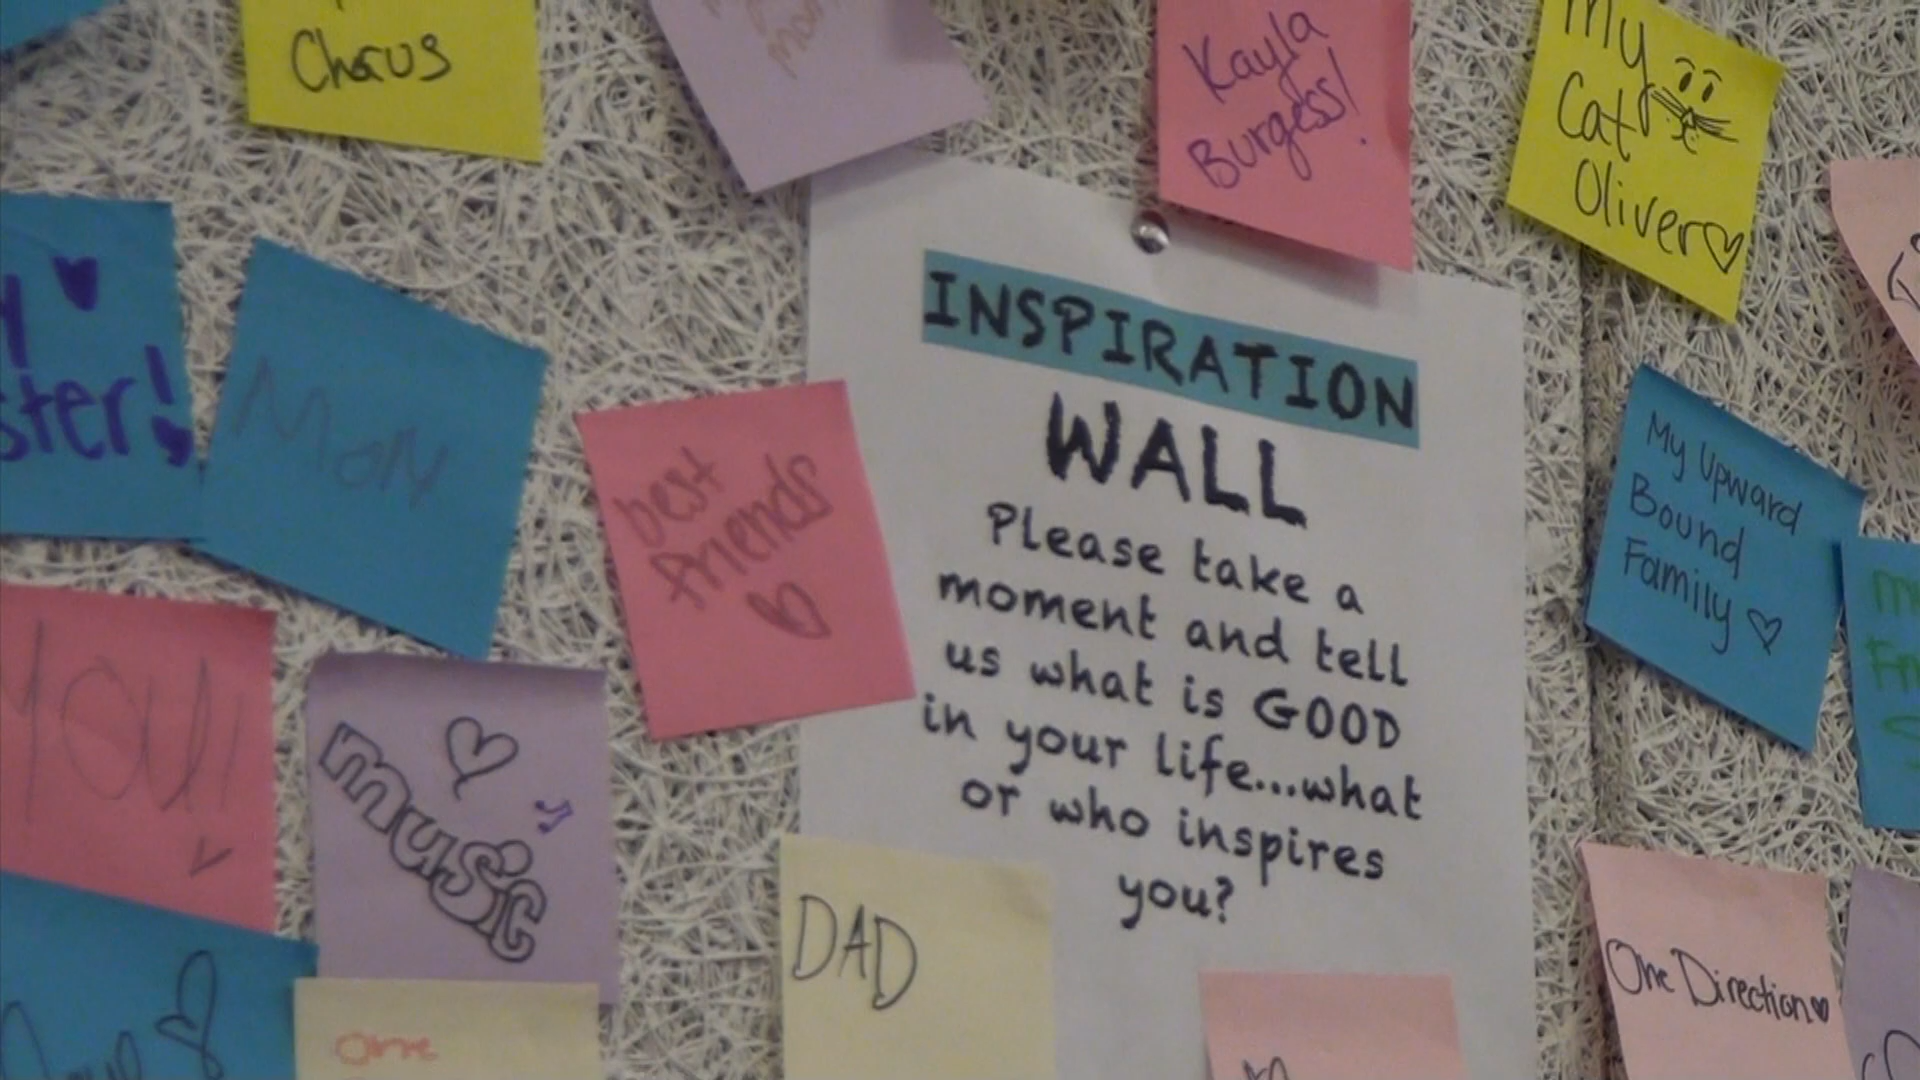 Chorus
Kayla
Burgess!
My
Cat
Oliver
INSPIRATION
WALL
Please take a
moment and tell
us what is GOOD
in your life...what
or who inspires
you?
ster!
Mom
best
friends
My Upward
Bound
Family
music
DAD
One Direction
one